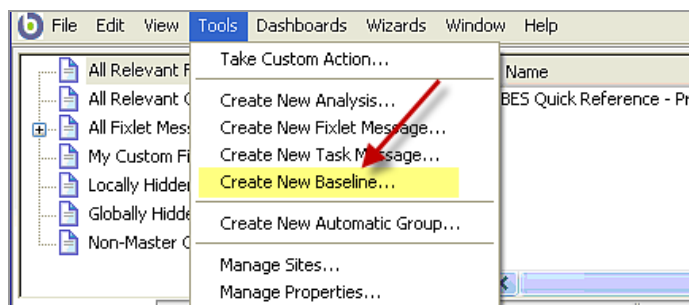 File Edit View Tools Dashboards Wizards Window Help
Take Custom Action...
Create New Analysis...
Create New Fixlet Message...
Create New Task Message...
Create New Baseline...
Create New Automatic Group...
Manage Sites...
Manage Properties...
All Relevant F
All Relevant
All Fixlet Mes
My Custom Fi
Locally Hidde
Globally Hidde
Non-Master
Name
BES Quick Reference - Pr